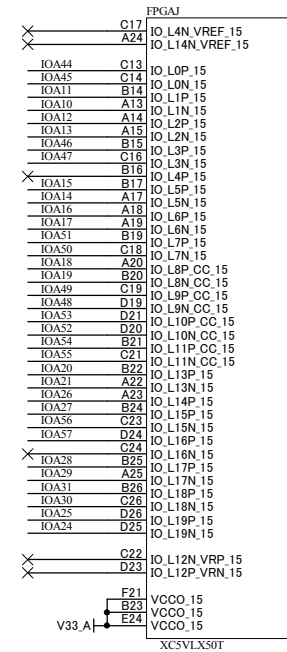 FPGAJ
C17 IO_L4N_VREF_15
A24 IO_L14N_VREF_15
IOA44 C13 IO_L0P_15
IOA45 C14 IO_L0N_15
IOA11 B14 IO_L1P_15
IOA10 A13 IO_L1N_15
IOA12 A14 IO_L2P_15
IOA13 A15 IO_L2N_15
IOA46 B15 IO_L3P_15
IOA47 C16 IO_L3N_15
B16 IO_L4P_15
IOA15 B17 IO_L5P_15
IOA14 A17 IO_L5N_15
IOA16 A18 IO_L6P_15
IOA17 A19 IO_L6N_15
IOA51 B19 IO_L7P_15
IOA50 C18 IO_L7N_15
IOA18 A20 IO_L8P_CC_15
IOA19 B20 IO_L8N_CC_15
IOA49 C19 IO_L9P_CC_15
IOA48 D19 IO_L9N_CC_15
IOA53 D21 IO_L10P_CC_15
IOA52 D20 IO_L10N_CC_15
IOA54 B21 IO_L11P_CC_15
IOA55 C21 IO_L11N_CC_15
IOA20 B22 IO_L13P_15
IOA21 A22 IO_L13N_15
IOA26 A23 IO_L14P_15
IOA27 B24 IO_L15P_15
IOA56 C23 IO_L15N_15
IOA57 D24 IO_L16P_15
C24 IO_L16N_15
IOA28 B25 IO_L17P_15
IOA29 A25 IO_L17N_15
IOA31 B26 IO_L18P_15
IOA30 C26 IO_L18N_15
IOA25 D26 IO_L19P_15
IOA24 D25 IO_L19N_15
C22 IO_L12N_VRP_15
D23 IO_L12P_VRN_15
F21 VCCO_15
B23 VCCO_15
V33_A E24 VCCO_15
XC5VLX50T